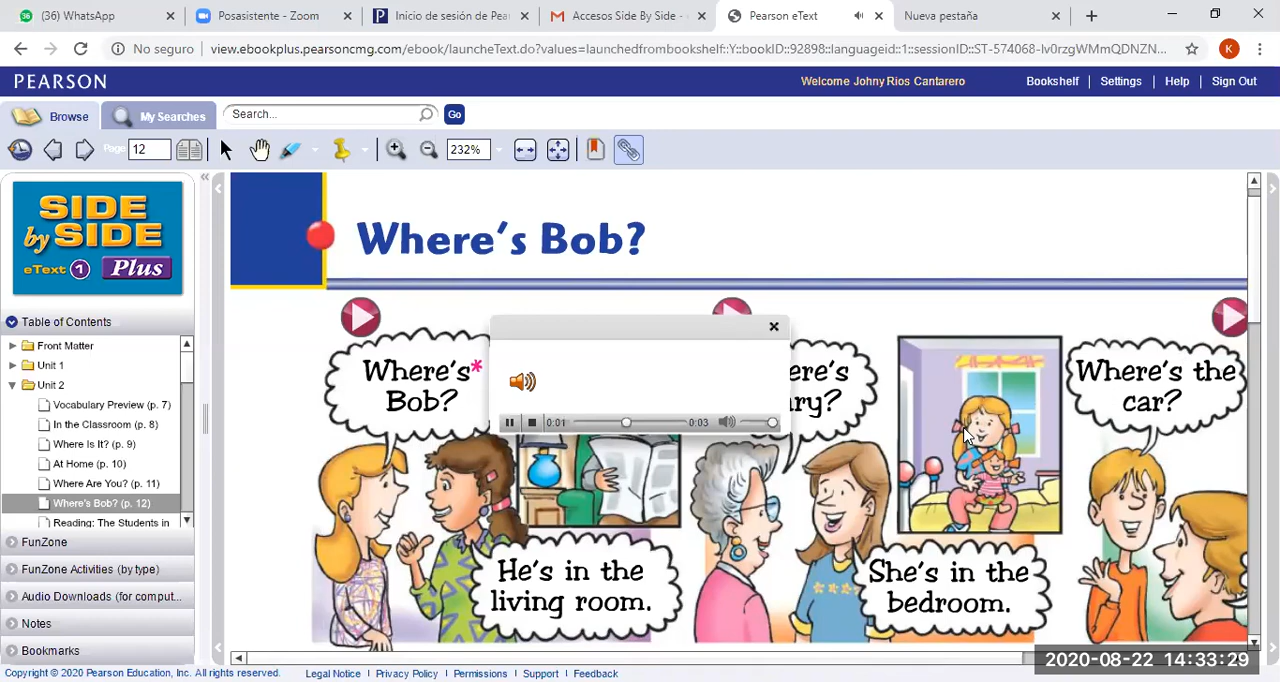 (36) WhatsApp
Posasistente - Zoom
Inicio de sesión de Pe
Accesos Side By Side -
Pearson eText
Nueva pestaña
No seguro
view.ebookplus.pearsoncmg.com/ebook/launcheText.do?values=launchedfrombookshelf::Y::bookID::92898::languageid::1::sessionID::ST-574068-lv0rzgWMmQDNZN...
K
PEARSON
Welcome Johny Rios Cantarero
Bookshelf
Settings
Help
Sign Out
Browse
My Searches
Search...
Go
Page
12
232%
SIDE
by SIDE
eText 1 Plus
Table of Contents
Front Matter
Unit 1
Unit 2
Vocabulary Preview (p. 7)
In the Classroom (p. 8)
Where Is It? (p. 9)
At Home (p. 10)
Where Are You? (p. 11)
Where's Bob? (p. 12)
Reading: The Students in
FunZone
FunZone Activities (by type)
Audio Downloads (for comput...
Notes
Bookmarks
Where's Bob?
Where's*
Bob?
0:01
0:03
ere's
ry?
Where's the
car?
He's in the
living room.
She's in the
bedroom.
Copyright © 2020 Pearson Education, Inc. All rights reserved.
Legal Notice | Privacy Policy | Permissions | Support | Feedback
2020-08-22 14:33:29